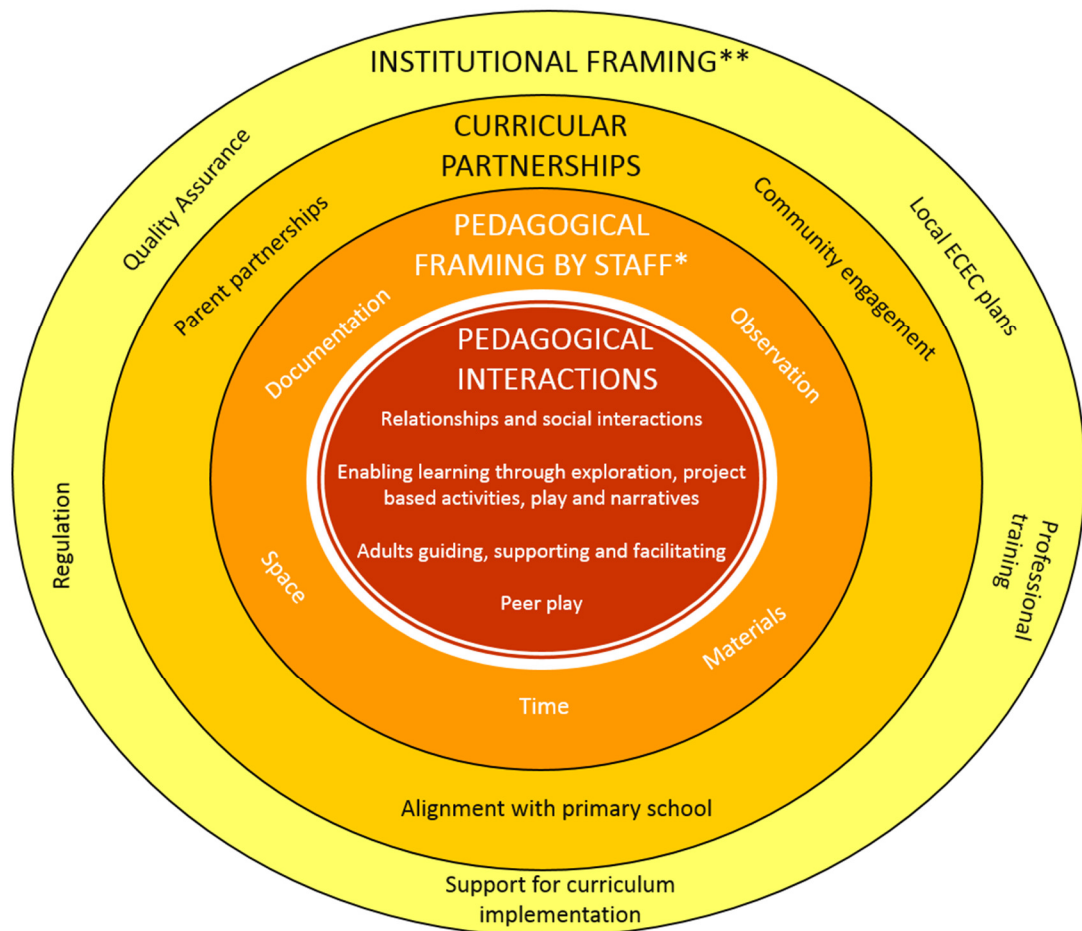 INSTITUTIONAL FRAMING**
Quality Assurance
Local ECEC plans
Regulation
Professional
training
Support for curriculum
implementation
CURRICULAR
PARTNERSHIPS
Parent partnerships
Community engagement
Alignment with primary school
PEDAGOGICAL
FRAMING BY STAFF*
Documentation
Observation
Space
Materials
Time
PEDAGOGICAL
INTERACTIONS
Relationships and social interactions
Enabling learning through exploration, project
based activities, play and narratives
Adults guiding, supporting and facilitating
Peer play